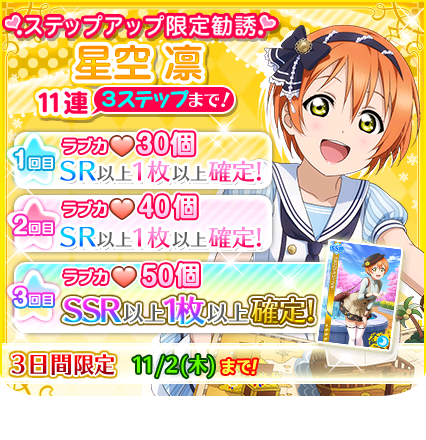 ステップアップ限定勧誘
星空 凛
11連 3ステップまで!
1回目 ラブカ 30個
SR以上1枚以上確定!
2回目 ラブカ 40個
SR以上1枚以上確定!
3回目 ラブカ 50個
SSR以上1枚以上確定!
3日間限定 11/2(木)まで!